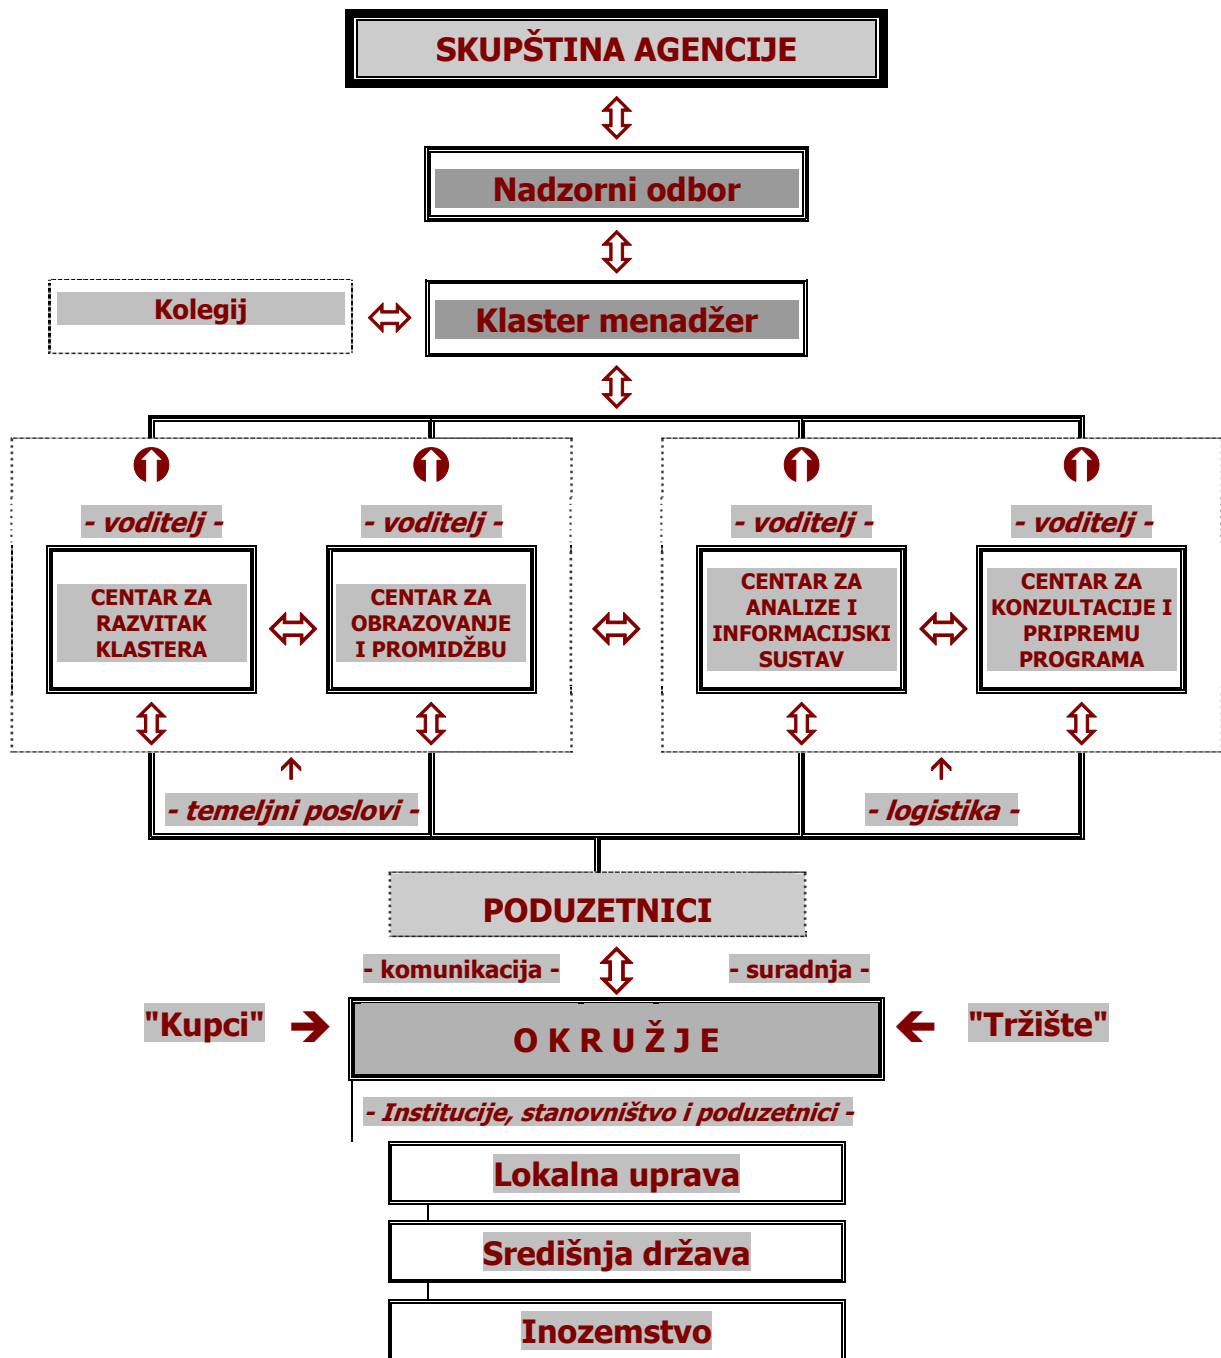 SKUPŠTINA AGENCIJE
Nadzorni odbor
Kolegij
Klaster menadžer
- voditelj -
- voditelj -
- voditelj -
- voditelj -
CENTAR ZA
RAZVITAK
KLASTERA
CENTAR ZA
OBRAZOVANJE
I PROMIDŽBU
CENTAR ZA
ANALIZE I
INFORMACIJSKI
SUSTAV
CENTAR ZA
KONZULTACIJE I
PRIPREMU
PROGRAMA
- temeljni poslovi -
- logistika -
PODUZETNICI
- komunikacija -
- suradnja -
"Kupci"
O K R U Ž J E
"Tržište"
- Institucije, stanovništvo i poduzetnici -
Lokalna uprava
Središnja država
Inozemstvo